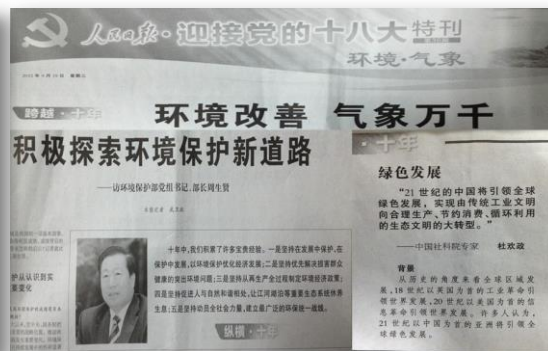 人民日报·迎接党的十八大特刊
环境·气象
跨越·十年
环境改善 气象万千
积极探索环境保护新道路
——访环境保护部党组书记、部长周生贤
十年中,我们积累了许多宝贵经验。一是坚持在发展中保护,在
保护中发展,以环境保护优化经济发展;二是坚持优先解决损害群众
健康的突出环境问题;三是坚持从再生产全过程制定环境经济政策;
四是坚持促进人与自然和谐相处,让江河湖泊等重要生态系统休养
生息;五是坚持动员全社会力量,建立最广泛的环保统一战线。
纵横·十年
·十年
绿色发展
“21世纪的中国将引领全球
绿色发展,实现由传统工业文明
向合理生产、节约消费、循环利用
的生态文明的大转型。”
——中国社科院专家 杜欢政
背景
从历史的角度来看全球区域发
展,18世纪以英国为首的工业革命引
领世界发展,20世纪以美国为首的信
息革命引领世界发展。许多人认为,
21世纪以中国为首的亚洲将引领全
球绿色发展。